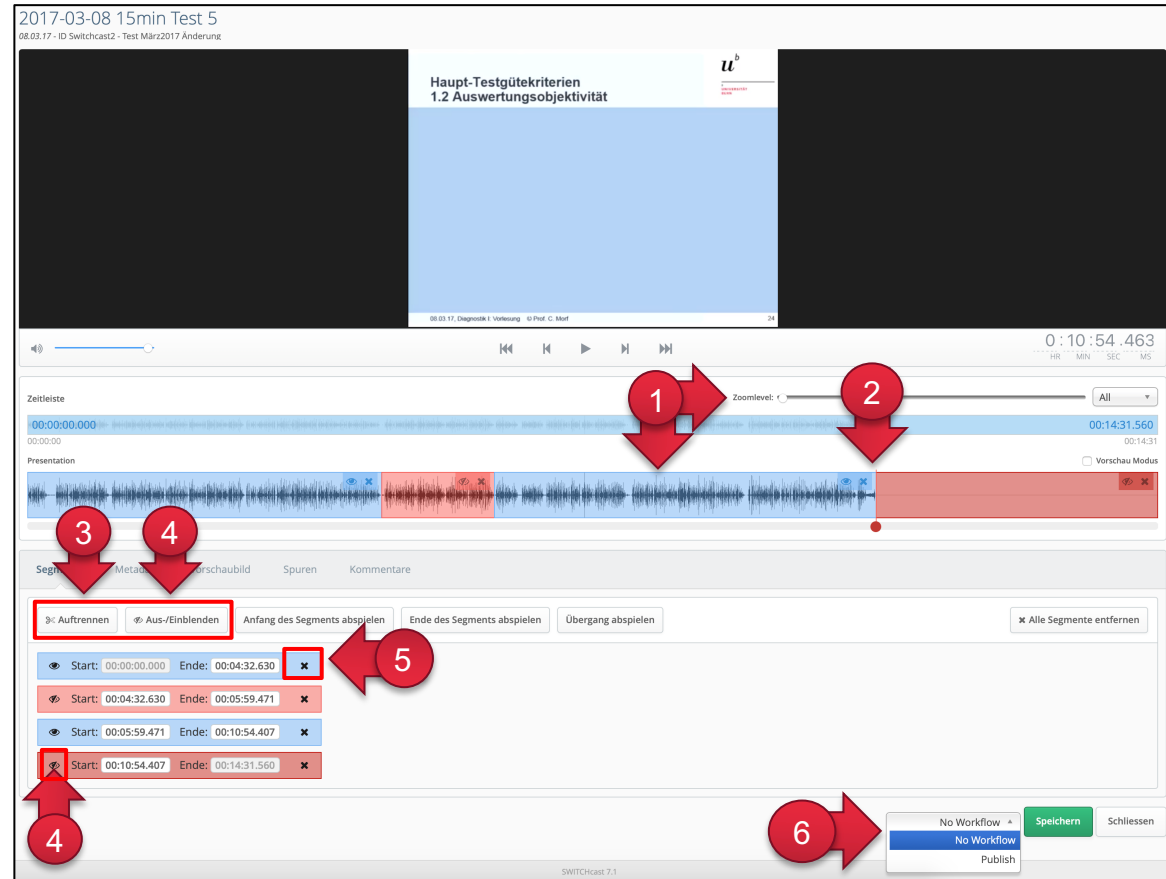 2017-03-08 15min Test 5
08.03.17 - ID Switchcast2 - Test März2017 Änderung
u^b
Haupt-Testgütekriterien
1.2 Auswertungsobjektivität
08.03.17, Diagnostik I: Vorlesung © Prof. C. Morf 24
0 : 10 : 54 . 463
HR MIN SEC MS
1
2
Zeitleiste Zoomlevel: All
00:00:00.000 00:14:31.560
00:00:00 00:14:31
Presentation Vorschau Modus
3
4
Kommentare
Spuren
Auftrennen Aus-/Einblenden Anfang des Segments abspielen Ende des Segments abspielen Übergang abspielen Alle Segmente entfernen
5
Start: 00:00:00.000 Ende: 00:04:32.630
Start: 00:04:32.630 Ende: 00:05:59.471
Start: 00:05:59.471 Ende: 00:10:54.407
Start: 00:10:54.407 Ende: 00:14:31.560
4
6
No Workflow Speichern Schliessen
No Workflow
Publish
SWITCHcast 7.1